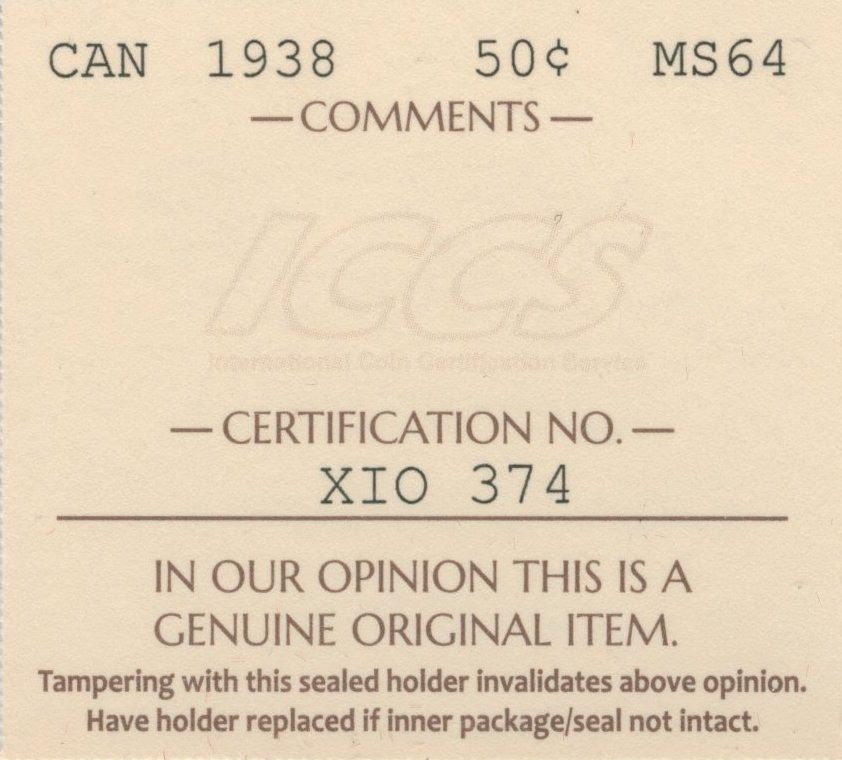 CAN 1938 50¢ MS64
— COMMENTS —
ICCS
International Coin Certification Service
— CERTIFICATION NO. —
XIO 374
IN OUR OPINION THIS IS A
GENUINE ORIGINAL ITEM.
Tampering with this sealed holder invalidates above opinion.
Have holder replaced if inner package/seal not intact.